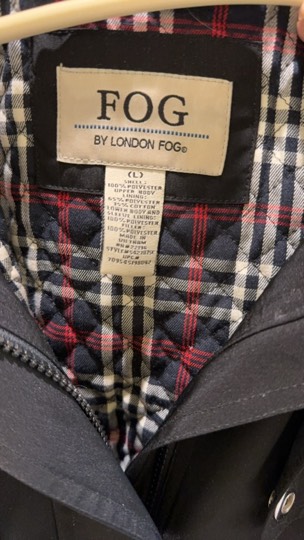 FOG
BY LONDON FOG®
(L)
SHELL:
100%POLYESTER
UPPER BODY
LINING:
65%POLYESTER
35%COTTON
LOWER BODY AND
SLEEVE LINING:
100%POLYESTER
FILLER:
100%POLYESTER
MADE IN
VIETNAM